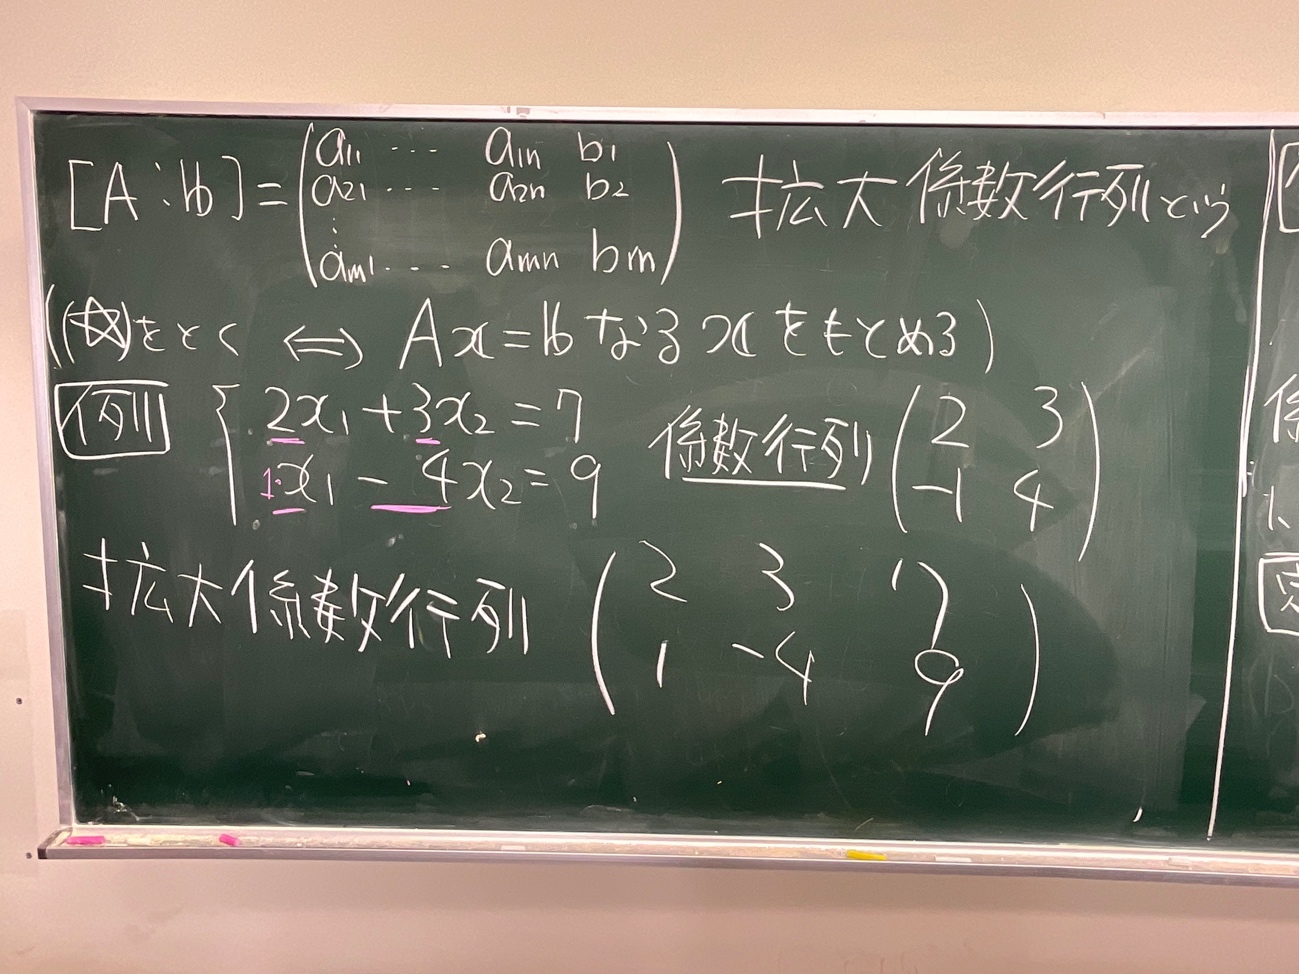 [A ⋮ 𝕓] = ( a11 ... a1n b1
a21 ... a2n b2
⋮
am1 ... amn bm ) 拡大係数行列という
((☆)をとく ⟺ Ax = 𝕓 なる x をもとめる)
例 { 2x1 + 3x2 = 7
1·x1 - 4x2 = 9
係数行列 ( 2 3
-1 4 )
拡大係数行列 ( 2 3 7
1 -4 9 )